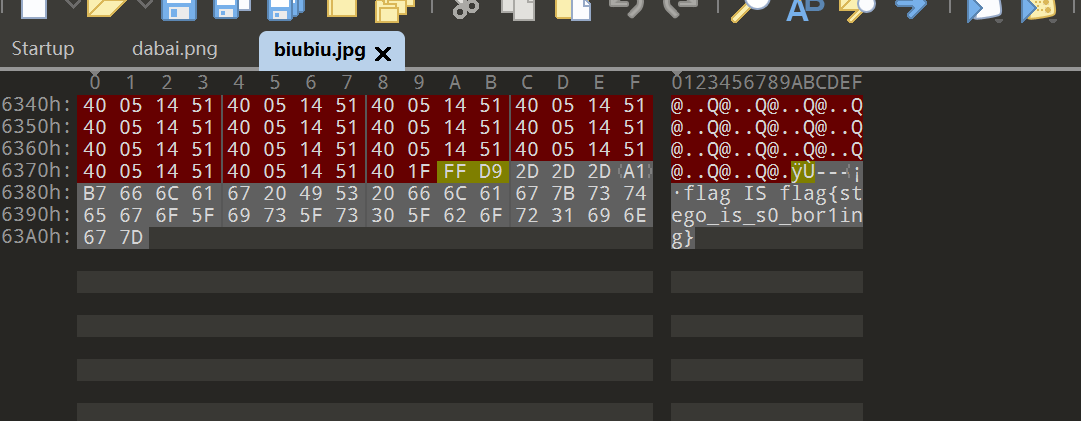 Startup dabai.png biubiu.jpg
0 1 2 3 4 5 6 7 8 9 A B C D E F 0123456789ABCDEF
6340h: 40 05 14 51 40 05 14 51 40 05 14 51 40 05 14 51 @..Q@..Q@..Q@..Q
6350h: 40 05 14 51 40 05 14 51 40 05 14 51 40 05 14 51 @..Q@..Q@..Q@..Q
6360h: 40 05 14 51 40 05 14 51 40 05 14 51 40 05 14 51 @..Q@..Q@..Q@..Q
6370h: 40 05 14 51 40 05 14 51 40 1F FF D9 2D 2D 2D A1 @..Q@..Q@.ÿÙ---¡
6380h: B7 66 6C 61 67 20 49 53 20 66 6C 61 67 7B 73 74 ·flag IS flag{st
6390h: 65 67 6F 5F 69 73 5F 73 30 5F 62 6F 72 31 69 6E ego_is_s0_bor1in
63A0h: 67 7D g}